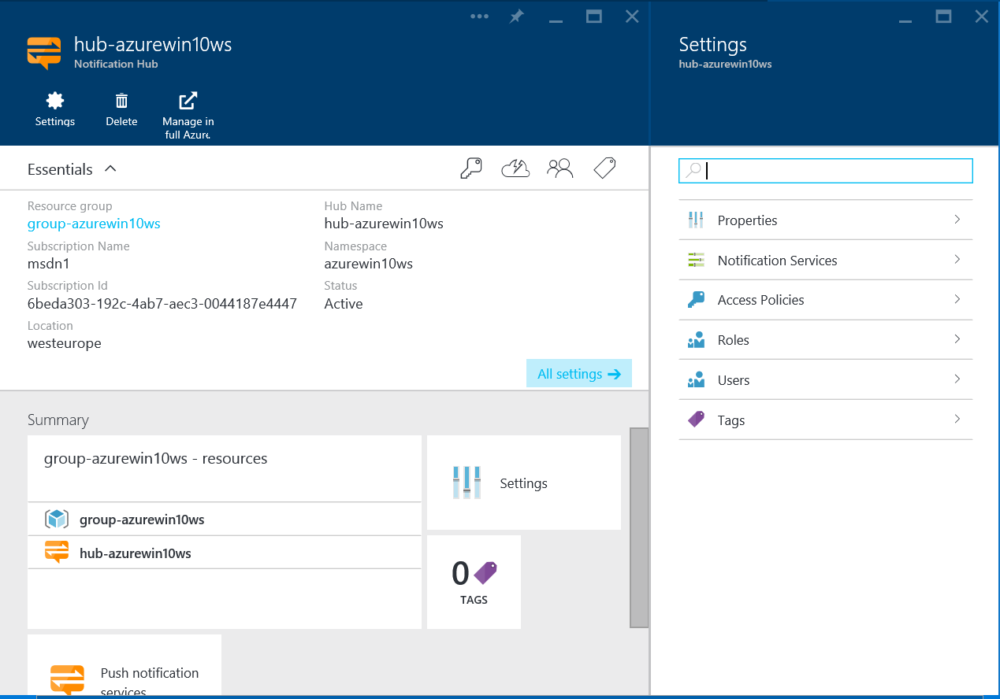 hub-azurewin10ws
Notification Hub
Settings
Delete
Manage in
full Azure
Essentials
Resource group
group-azurewin10ws
Subscription Name
msdn1
Subscription Id
6beda303-192c-4ab7-aec3-0044187e4447
Location
westeurope
Hub Name
hub-azurewin10ws
Namespace
azurewin10ws
Status
Active
All settings
Summary
group-azurewin10ws - resources
group-azurewin10ws
hub-azurewin10ws
Settings
0
TAGS
Push notification
services
Settings
hub-azurewin10ws
Properties
Notification Services
Access Policies
Roles
Users
Tags